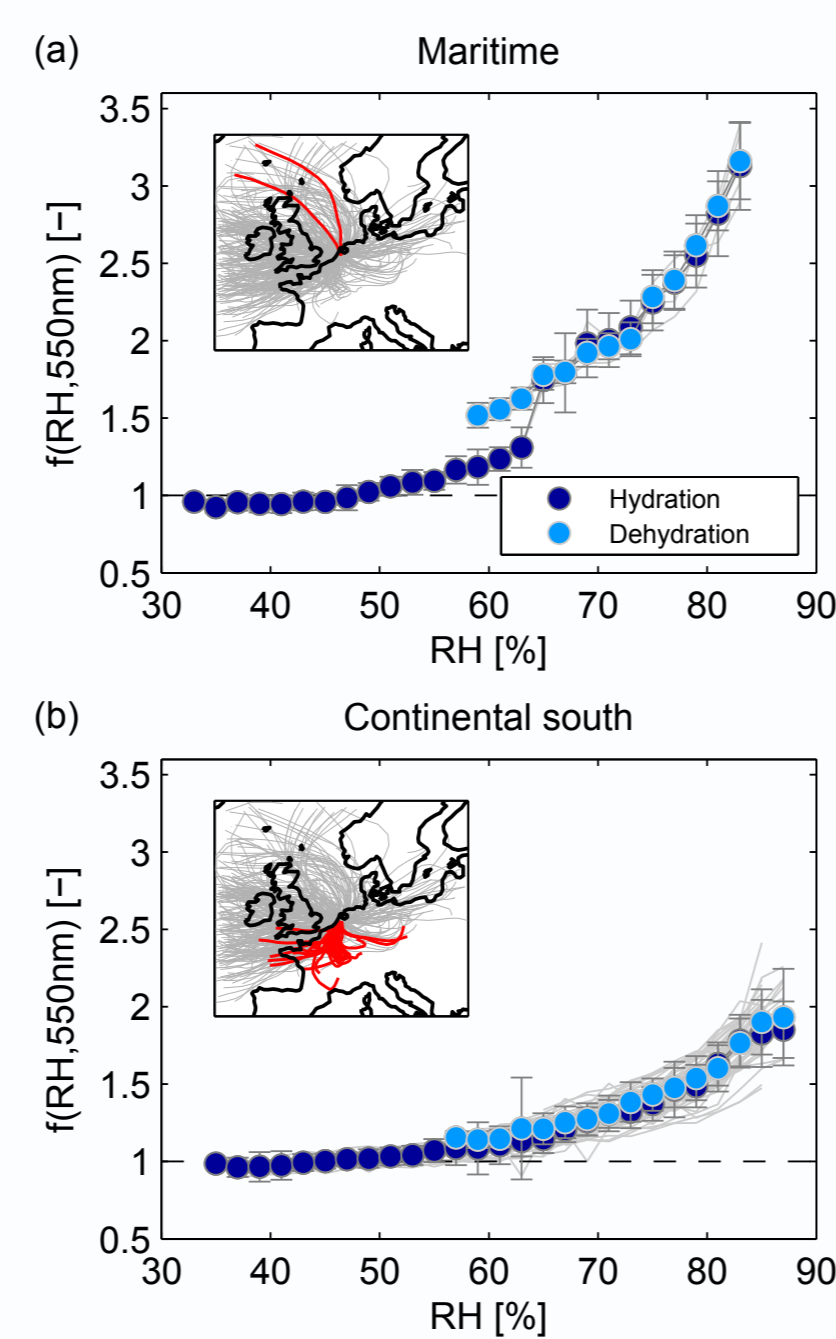 (a) Maritime
3.5
3
2.5
2
1.5
1
0.5
f(RH,550nm) [−]
Hydration
Dehydration
30 40 50 60 70 80 90
RH [%]
(b) Continental south
3.5
3
2.5
2
1.5
1
0.5
f(RH,550nm) [−]
30 40 50 60 70 80 90
RH [%]